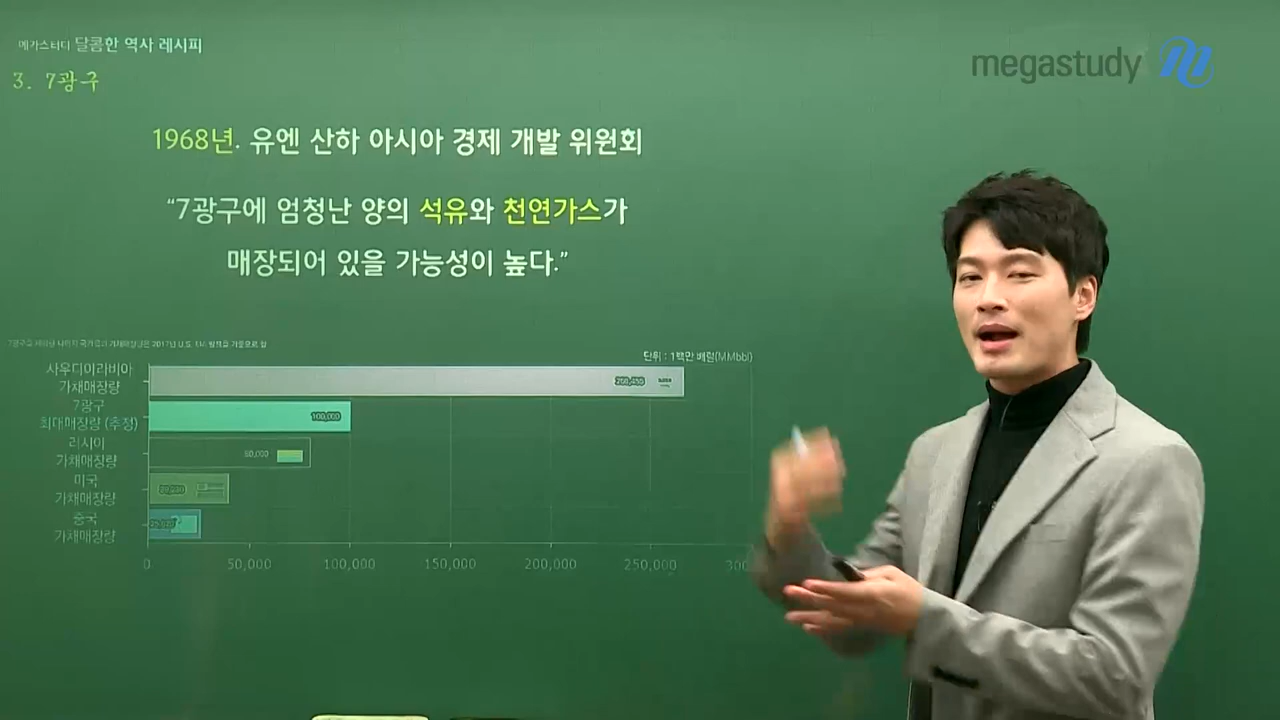 메가스터디 달콤한 역사 레시피
megastudy
3. 7광구
1968년. 유엔 산하 아시아 경제 개발 위원회
“7광구에 엄청난 양의 석유와 천연가스가
매장되어 있을 가능성이 높다.”
단위 : 1백만 배럴(MMbbl)
사우디아라비아
가채매장량
7광구
최대매장량 (추정)
100,000
러시아
가채매장량
80,000
미국
가채매장량
중국
가채매장량
0 50,000 100,000 150,000 200,000 250,000